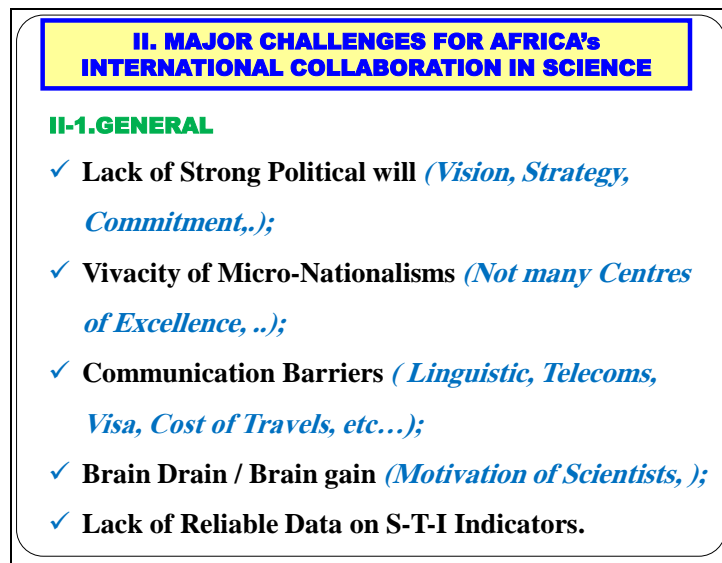 II. MAJOR CHALLENGES FOR AFRICA's
INTERNATIONAL COLLABORATION IN SCIENCE
II-1.GENERAL
✓ Lack of Strong Political will (Vision, Strategy,
Commitment,.);
✓ Vivacity of Micro-Nationalisms (Not many Centres
of Excellence, ..);
✓ Communication Barriers ( Linguistic, Telecoms,
Visa, Cost of Travels, etc…);
✓ Brain Drain / Brain gain (Motivation of Scientists, );
✓ Lack of Reliable Data on S-T-I Indicators.